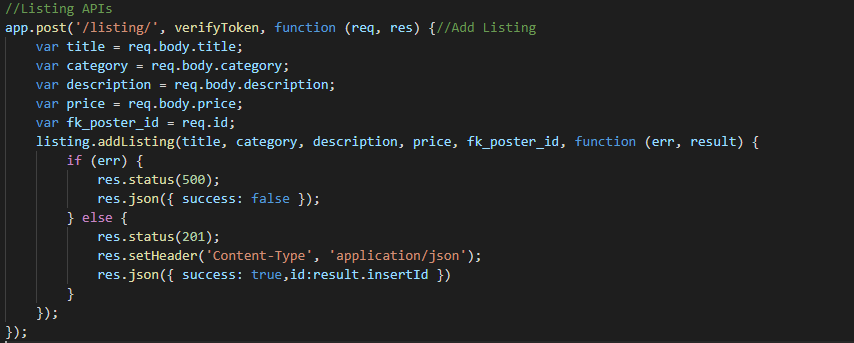 //Listing APIs
app.post('/listing/', verifyToken, function (req, res) {//Add Listing
    var title = req.body.title;
    var category = req.body.category;
    var description = req.body.description;
    var price = req.body.price;
    var fk_poster_id = req.id;
    listing.addListing(title, category, description, price, fk_poster_id, function (err, result) {
        if (err) {
            res.status(500);
            res.json({ success: false });
        } else {
            res.status(201);
            res.setHeader('Content-Type', 'application/json');
            res.json({ success: true,id:result.insertId })
        }
    });
});